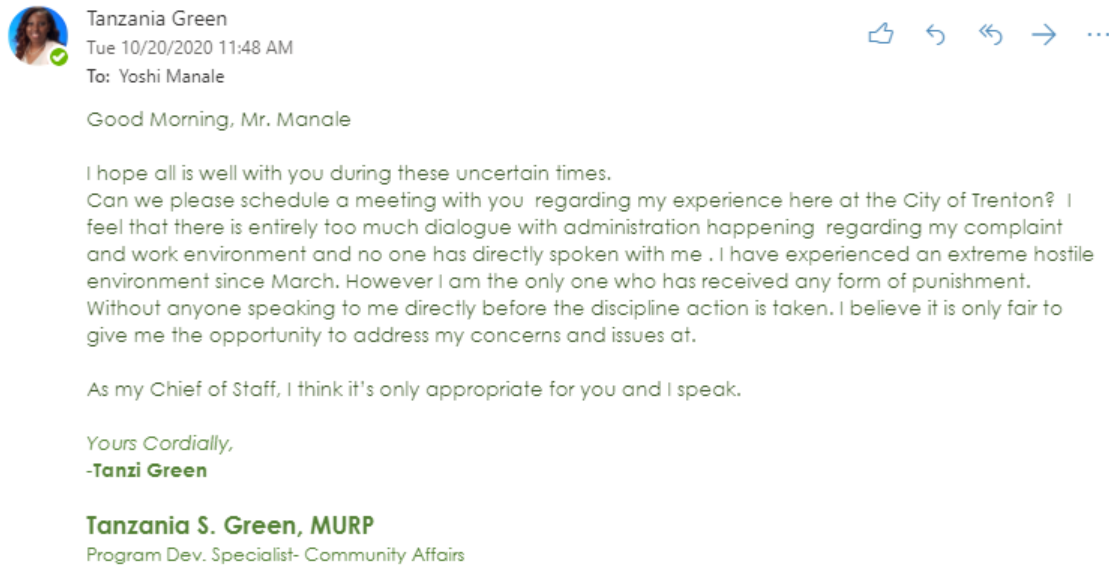 Tanzania Green
Tue 10/20/2020 11:48 AM
To: Yoshi Manale
Good Morning, Mr. Manale
I hope all is well with you during these uncertain times.
Can we please schedule a meeting with you  regarding my experience here at the City of Trenton?  I
feel that there is entirely too much dialogue with administration happening  regarding my complaint
and work environment and no one has directly spoken with me . I have experienced an extreme hostile
environment since March. However I am the only one who has received any form of punishment.
Without anyone speaking to me directly before the discipline action is taken. I believe it is only fair to
give me the opportunity to address my concerns and issues at.
As my Chief of Staff, I think it's only appropriate for you and I speak.
Yours Cordially,
-Tanzi Green
Tanzania S. Green, MURP
Program Dev. Specialist- Community Affairs